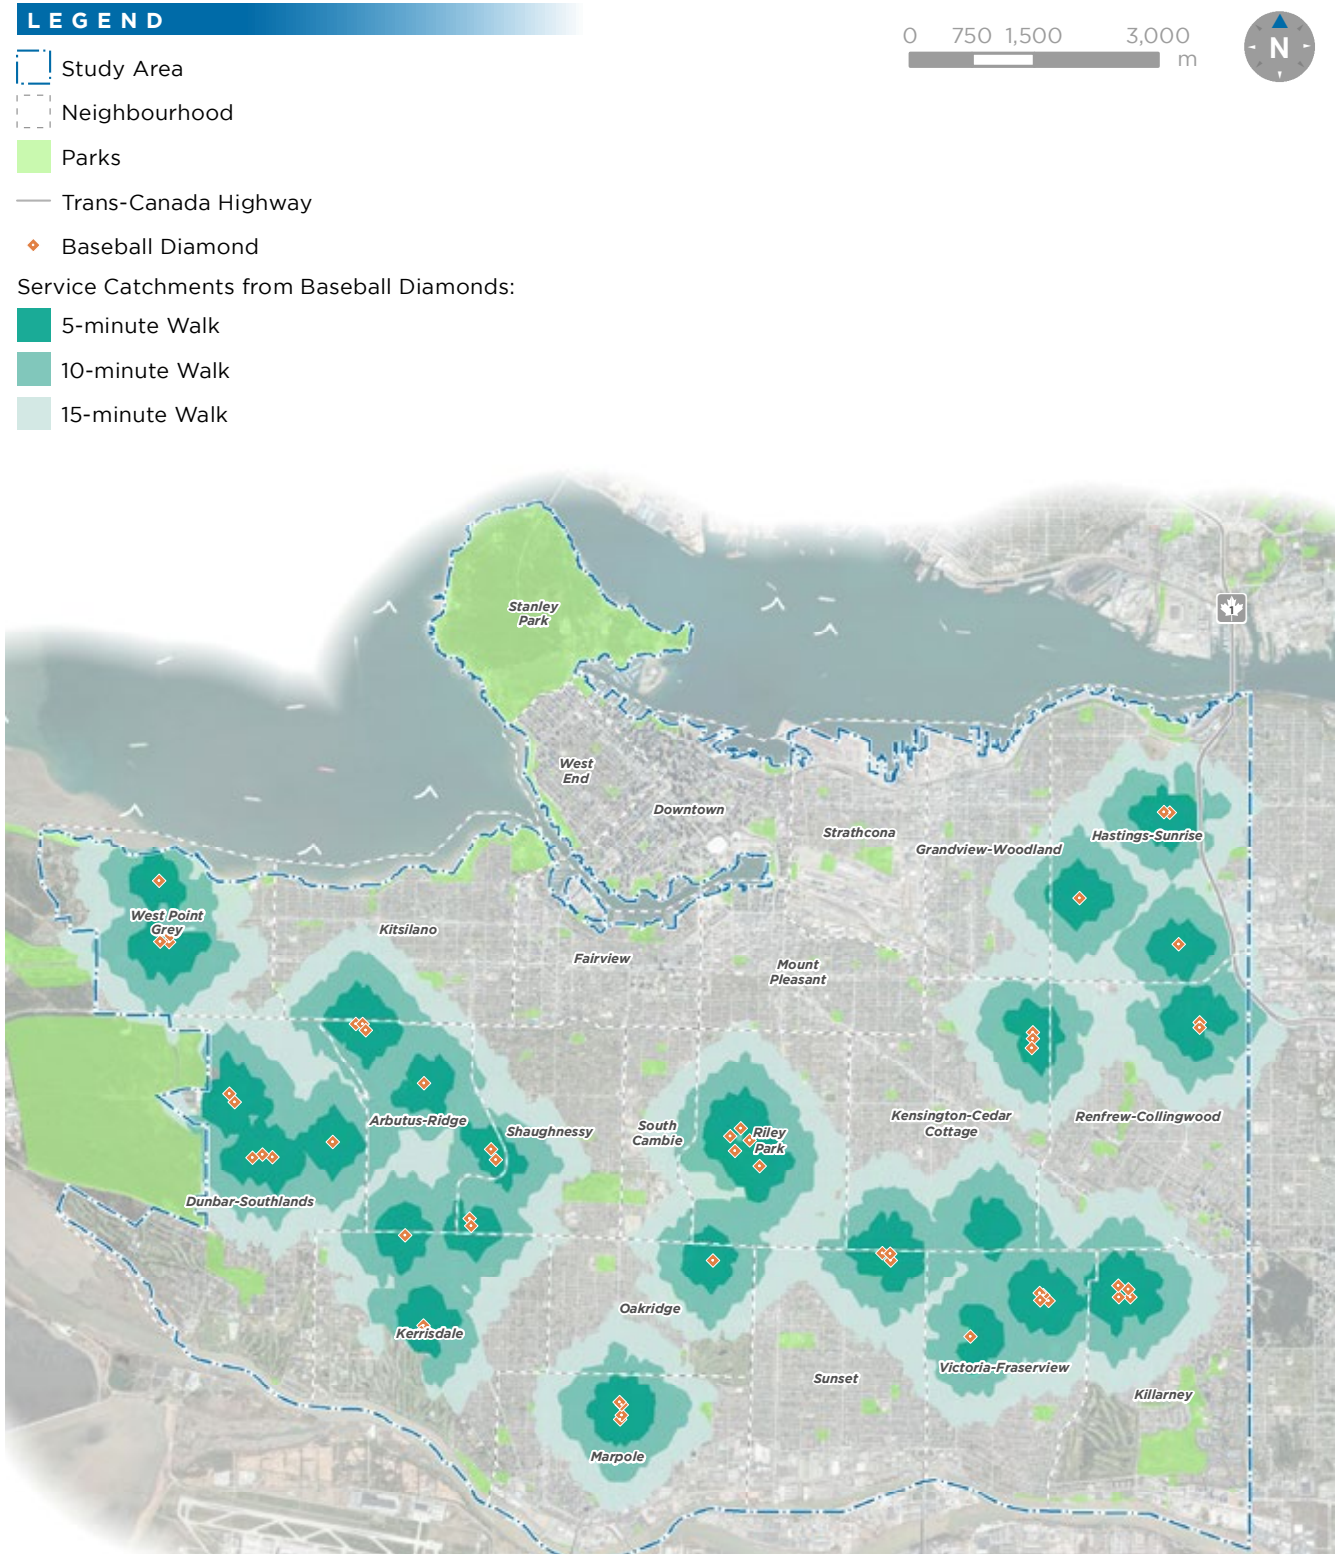 LEGEND
Study Area
Neighbourhood
Parks
Trans-Canada Highway
Baseball Diamond
Service Catchments from Baseball Diamonds:
5-minute Walk
10-minute Walk
15-minute Walk
0 750 1,500 3,000
m
N
Stanley
Park
1
West
End
Downtown
Strathcona
Grandview-Woodland
Hastings-Sunrise
West Point
Grey
Kitsilano
Fairview
Mount
Pleasant
Arbutus-Ridge
Shaughnessy
South
Cambie
Riley
Park
Kensington-Cedar
Cottage
Renfrew-Collingwood
Dunbar-Southlands
Oakridge
Kerrisdale
Sunset
Victoria-Fraserview
Killarney
Marpole